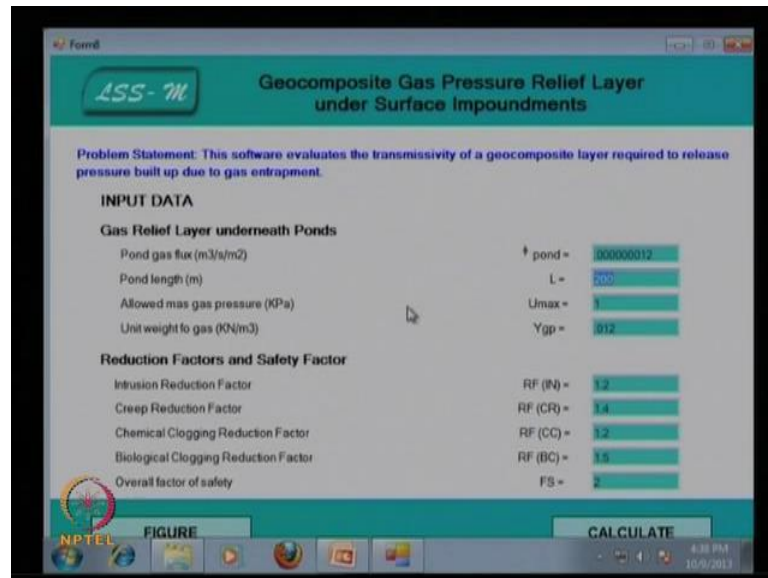 Form8
LSS-M
Geocomposite Gas Pressure Relief Layer
under Surface Impoundments
Problem Statement: This software evaluates the transmissivity of a geocomposite layer required to release
pressure built up due to gas entrapment.
INPUT DATA
Gas Relief Layer underneath Ponds
Pond gas flux (m3/s/m2) ϕ pond = 000000012
Pond length (m) L = 200
Allowed mas gas pressure (KPa) Umax = 1
Unit weight fo gas (KN/m3) Ygp = .012
Reduction Factors and Safety Factor
Intrusion Reduction Factor RF (IN) = 1.2
Creep Reduction Factor RF (CR) = 1.4
Chemical Clogging Reduction Factor RF (CC) = 1.2
Biological Clogging Reduction Factor RF (BC) = 1.5
Overall factor of safety FS = 2
FIGURE CALCULATE
NPTEL
4:38 PM
10/9/2013